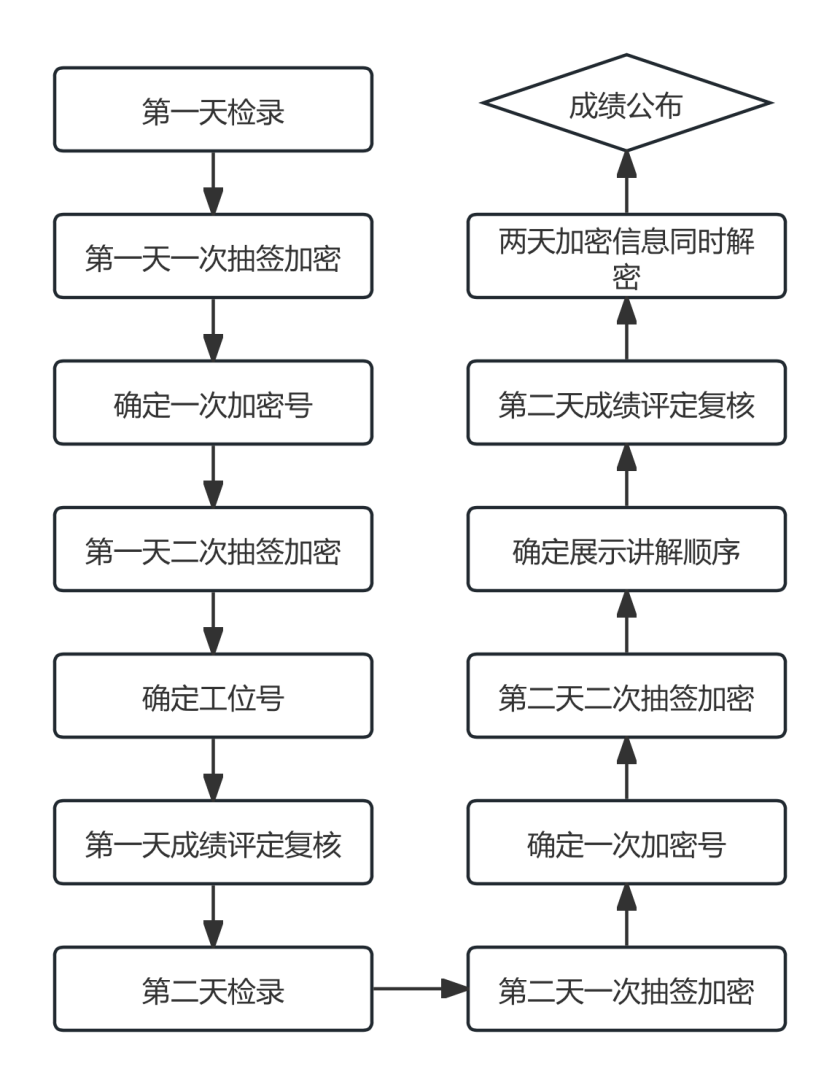 第一天检录
第一天一次抽签加密
确定一次加密号
第一天二次抽签加密
确定工位号
第一天成绩评定复核
第二天检录
第二天一次抽签加密
确定一次加密号
第二天二次抽签加密
确定展示讲解顺序
第二天成绩评定复核
两天加密信息同时解
密
成绩公布